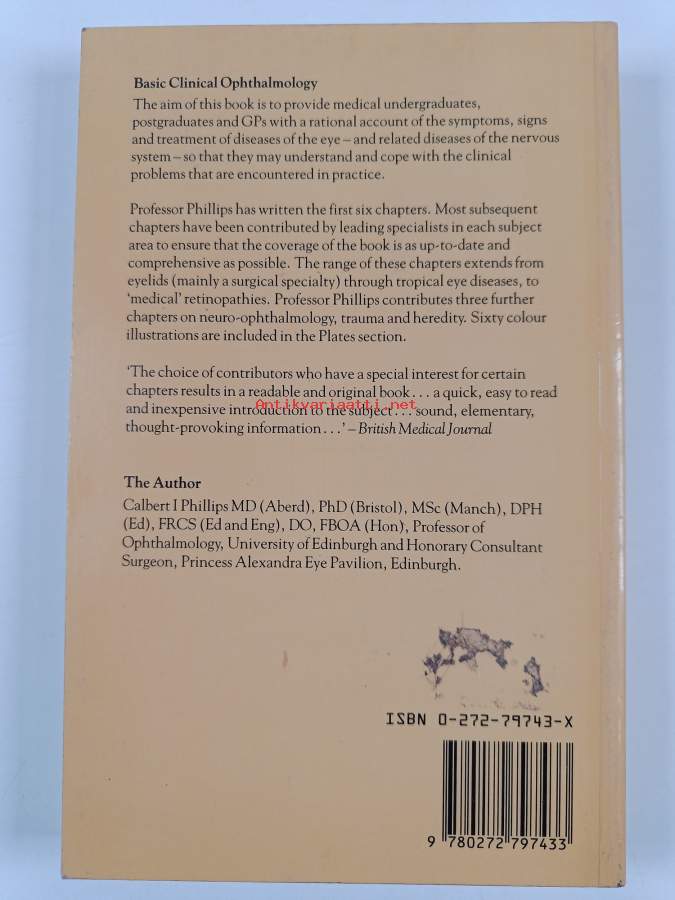 Basic Clinical Ophthalmology
The aim of this book is to provide medical undergraduates,
postgraduates and GPs with a rational account of the symptoms, signs
and treatment of diseases of the eye – and related diseases of the nervous
system – so that they may understand and cope with the clinical
problems that are encountered in practice.
Professor Phillips has written the first six chapters. Most subsequent
chapters have been contributed by leading specialists in each subject
area to ensure that the coverage of the book is as up-to-date and
comprehensive as possible. The range of these chapters extends from
eyelids (mainly a surgical specialty) through tropical eye diseases, to
‘medical’ retinopathies. Professor Phillips contributes three further
chapters on neuro-ophthalmology, trauma and heredity. Sixty colour
illustrations are included in the Plates section.
‘The choice of contributors who have a special interest for certain
chapters results in a readable and original book . . . a quick, easy to read
Antikvariaatti.net
and inexpensive introduction to the subject . . . sound, elementary,
thought-provoking information . . .’ – British Medical Journal
The Author
Calbert I Phillips MD (Aberd), PhD (Bristol), MSc (Manch), DPH
(Ed), FRCS (Ed and Eng), DO, FBOA (Hon), Professor of
Ophthalmology, University of Edinburgh and Honorary Consultant
Surgeon, Princess Alexandra Eye Pavilion, Edinburgh.
ISBN 0-272-79743-X
9 780272 797433